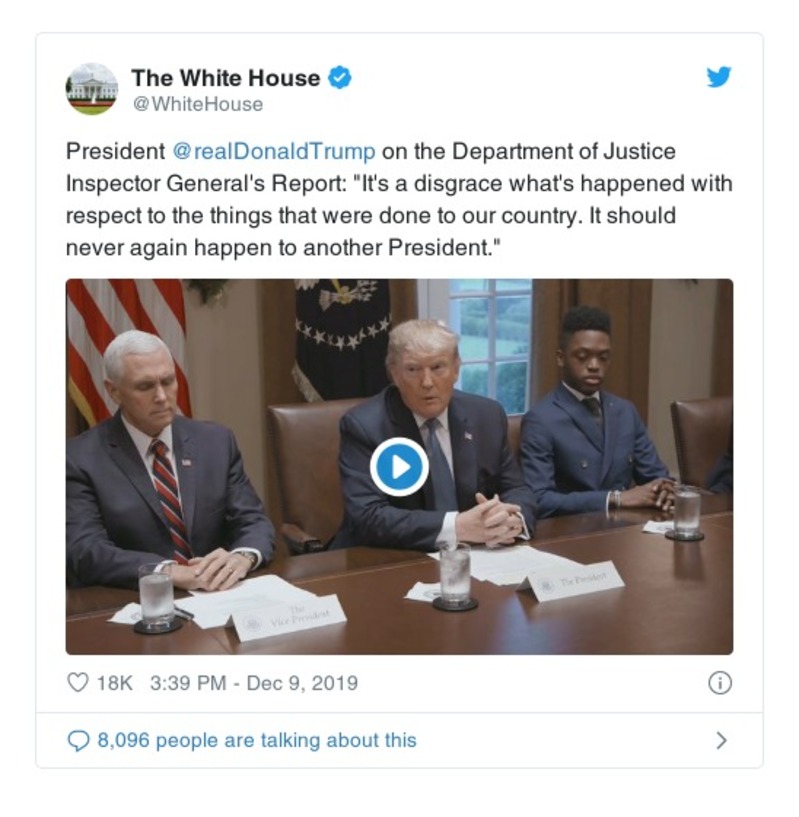 The White House
@WhiteHouse
President @realDonaldTrump on the Department of Justice
Inspector General's Report: "It's a disgrace what's happened with
respect to the things that were done to our country. It should
never again happen to another President."
The
Vice President
The President
18K 3:39 PM - Dec 9, 2019
8,096 people are talking about this